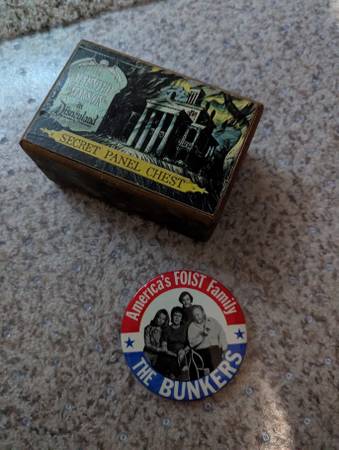 Haunted
Mansion
in
Disneyland
SECRET PANEL CHEST
America's FOIST Family
THE BUNKERS